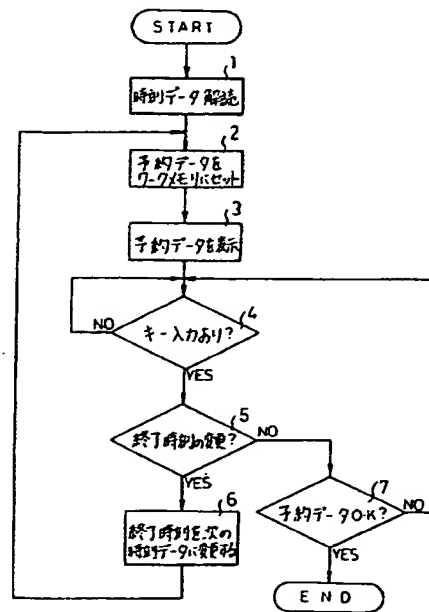 START
1
時刻データ解読
2
予約データを
ワークメモリにセット
3
予約データを表示
4
キー入力あり?
NO
YES
5
終了時刻の変更?
NO
YES
6
終了時刻を次の
時刻データに変更
7
予約データO・K?
NO
YES
END